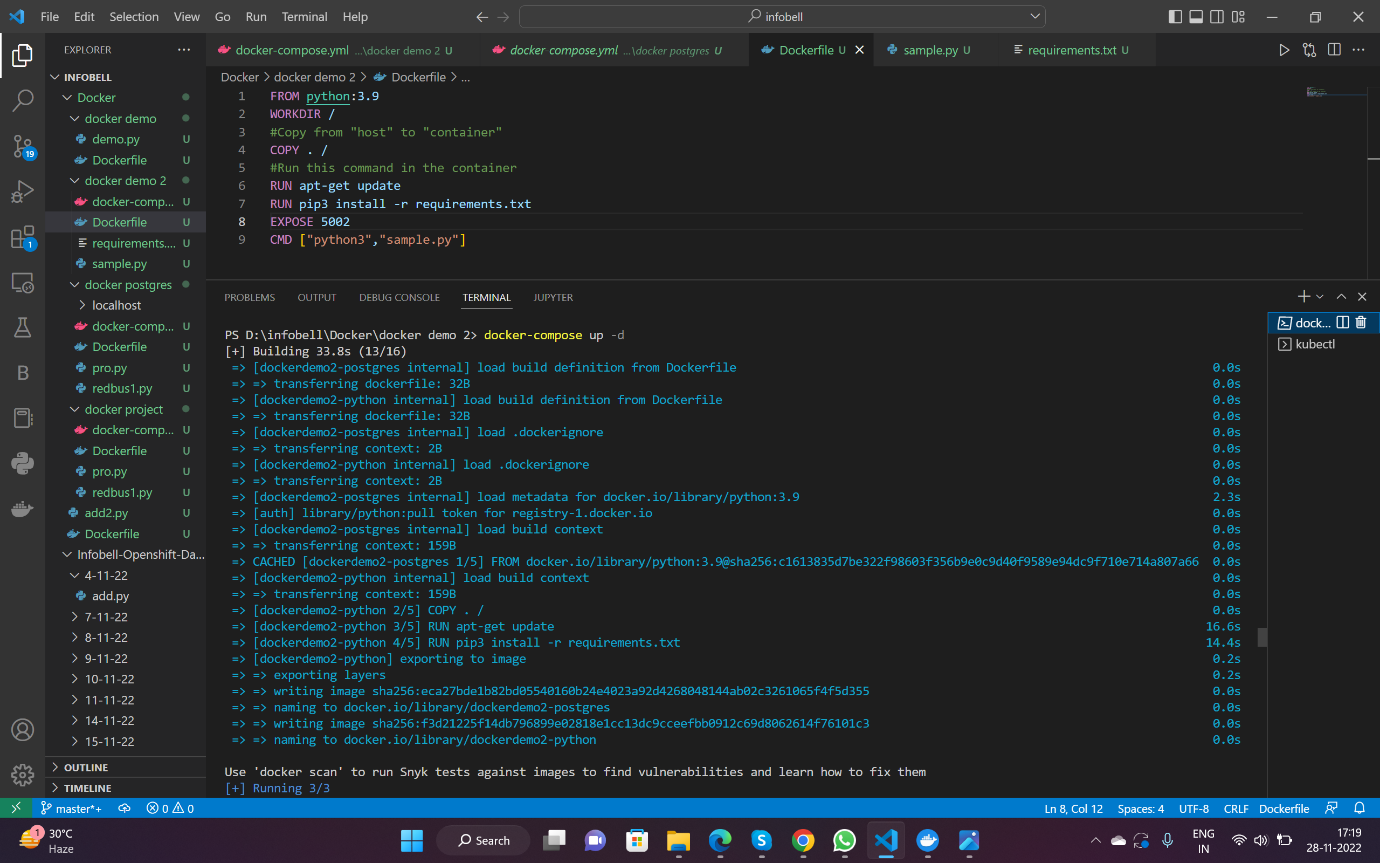 File Edit Selection View Go Run Terminal Help
infobell
EXPLORER
INFOBELL
Docker
docker demo
demo.py U
Dockerfile U
docker demo 2
docker-comp... U
Dockerfile U
requirements.... U
sample.py U
docker postgres
localhost
docker-comp... U
Dockerfile U
pro.py U
redbus1.py U
docker project
docker-comp... U
Dockerfile U
pro.py U
redbus1.py U
add2.py U
Dockerfile U
Infobell-Openshift-Da...
4-11-22
add.py
7-11-22
8-11-22
9-11-22
10-11-22
11-11-22
14-11-22
15-11-22
OUTLINE
TIMELINE
19
1
B
docker-compose.yml ...\docker demo 2 U
docker compose.yml ...\docker postgres U
Dockerfile U
sample.py U
requirements.txt U
Docker > docker demo 2 > Dockerfile > ...
1 FROM python:3.9
2 WORKDIR /
3 #Copy from "host" to "container"
4 COPY . /
5 #Run this command in the container
6 RUN apt-get update
7 RUN pip3 install -r requirements.txt
8 EXPOSE 5002
9 CMD ["python3","sample.py"]
PROBLEMS OUTPUT DEBUG CONSOLE TERMINAL JUPYTER
dock...
kubectl
PS D:\infobell\Docker\docker demo 2> docker-compose up -d
[+] Building 33.8s (13/16)
=> [dockerdemo2-postgres internal] load build definition from Dockerfile 0.0s
=> => transferring dockerfile: 32B 0.0s
=> [dockerdemo2-python internal] load build definition from Dockerfile 0.0s
=> => transferring dockerfile: 32B 0.0s
=> [dockerdemo2-postgres internal] load .dockerignore 0.0s
=> => transferring context: 2B 0.0s
=> [dockerdemo2-python internal] load .dockerignore 0.0s
=> => transferring context: 2B 0.0s
=> [dockerdemo2-postgres internal] load metadata for docker.io/library/python:3.9 2.3s
=> [auth] library/python:pull token for registry-1.docker.io 0.0s
=> [dockerdemo2-postgres internal] load build context 0.0s
=> => transferring context: 159B 0.0s
=> CACHED [dockerdemo2-postgres 1/5] FROM docker.io/library/python:3.9@sha256:c1613835d7be322f98603f356b9e0c9d40f9589e94dc9f710e714a807a66 0.0s
=> [dockerdemo2-python internal] load build context 0.0s
=> => transferring context: 159B 0.0s
=> [dockerdemo2-python 2/5] COPY . / 0.0s
=> [dockerdemo2-python 3/5] RUN apt-get update 16.6s
=> [dockerdemo2-python 4/5] RUN pip3 install -r requirements.txt 14.4s
=> [dockerdemo2-python] exporting to image 0.2s
=> => exporting layers 0.2s
=> => writing image sha256:eca27bde1b82bd05540160b24e4023a92d4268048144ab02c3261065f4f5d355 0.0s
=> => naming to docker.io/library/dockerdemo2-postgres 0.0s
=> => writing image sha256:f3d21225f14db796899e02818e1cc13dc9cceefbb0912c69d8062614f76101c3 0.0s
=> => naming to docker.io/library/dockerdemo2-python 0.0s
Use 'docker scan' to run Snyk tests against images to find vulnerabilities and learn how to fix them
[+] Running 3/3
master*+ 0 0 Ln 8, Col 12 Spaces: 4 UTF-8 CRLF Dockerfile
1 30°C
Haze
Search
ENG
IN
17:19
28-11-2022